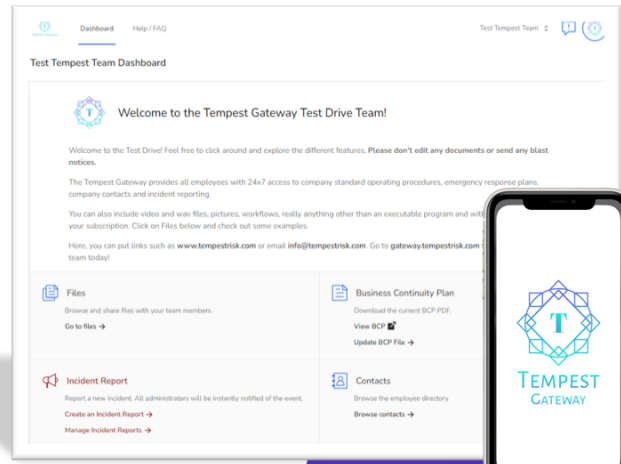 Dashboard Help / FAQ Test Tempest Team
Test Tempest Team Dashboard
T
Welcome to the Tempest Gateway Test Drive Team!
Welcome to the Test Drive! Feel free to click around and explore the different features, Please don't edit any documents or send any blast
notices.
The Tempest Gateway provides all employees with 24x7 access to company standard operating procedures, emergency response plans,
company contacts and incident reporting.
You can also include video and wav files, pictures, workflows, really anything other than an executable program and
your subscription. Click on Files below and check out some examples.
Here, you can put links such as www.tempestrisk.com or email info@tempestrisk.com. Go to gateway.tempestrisk.com
team today!
Files
Browse and share files with your team members.
Go to files →
Business Continuity Plan
Download the current BCP PDF.
View BCP
Update BCP File →
Incident Report
Report a new incident. All administrators will be instantly notified of the event.
Create an Incident Report →
Manage Incident Reports →
Contacts
Browse the employee directory
Browse contacts →
T
TEMPEST
GATEWAY